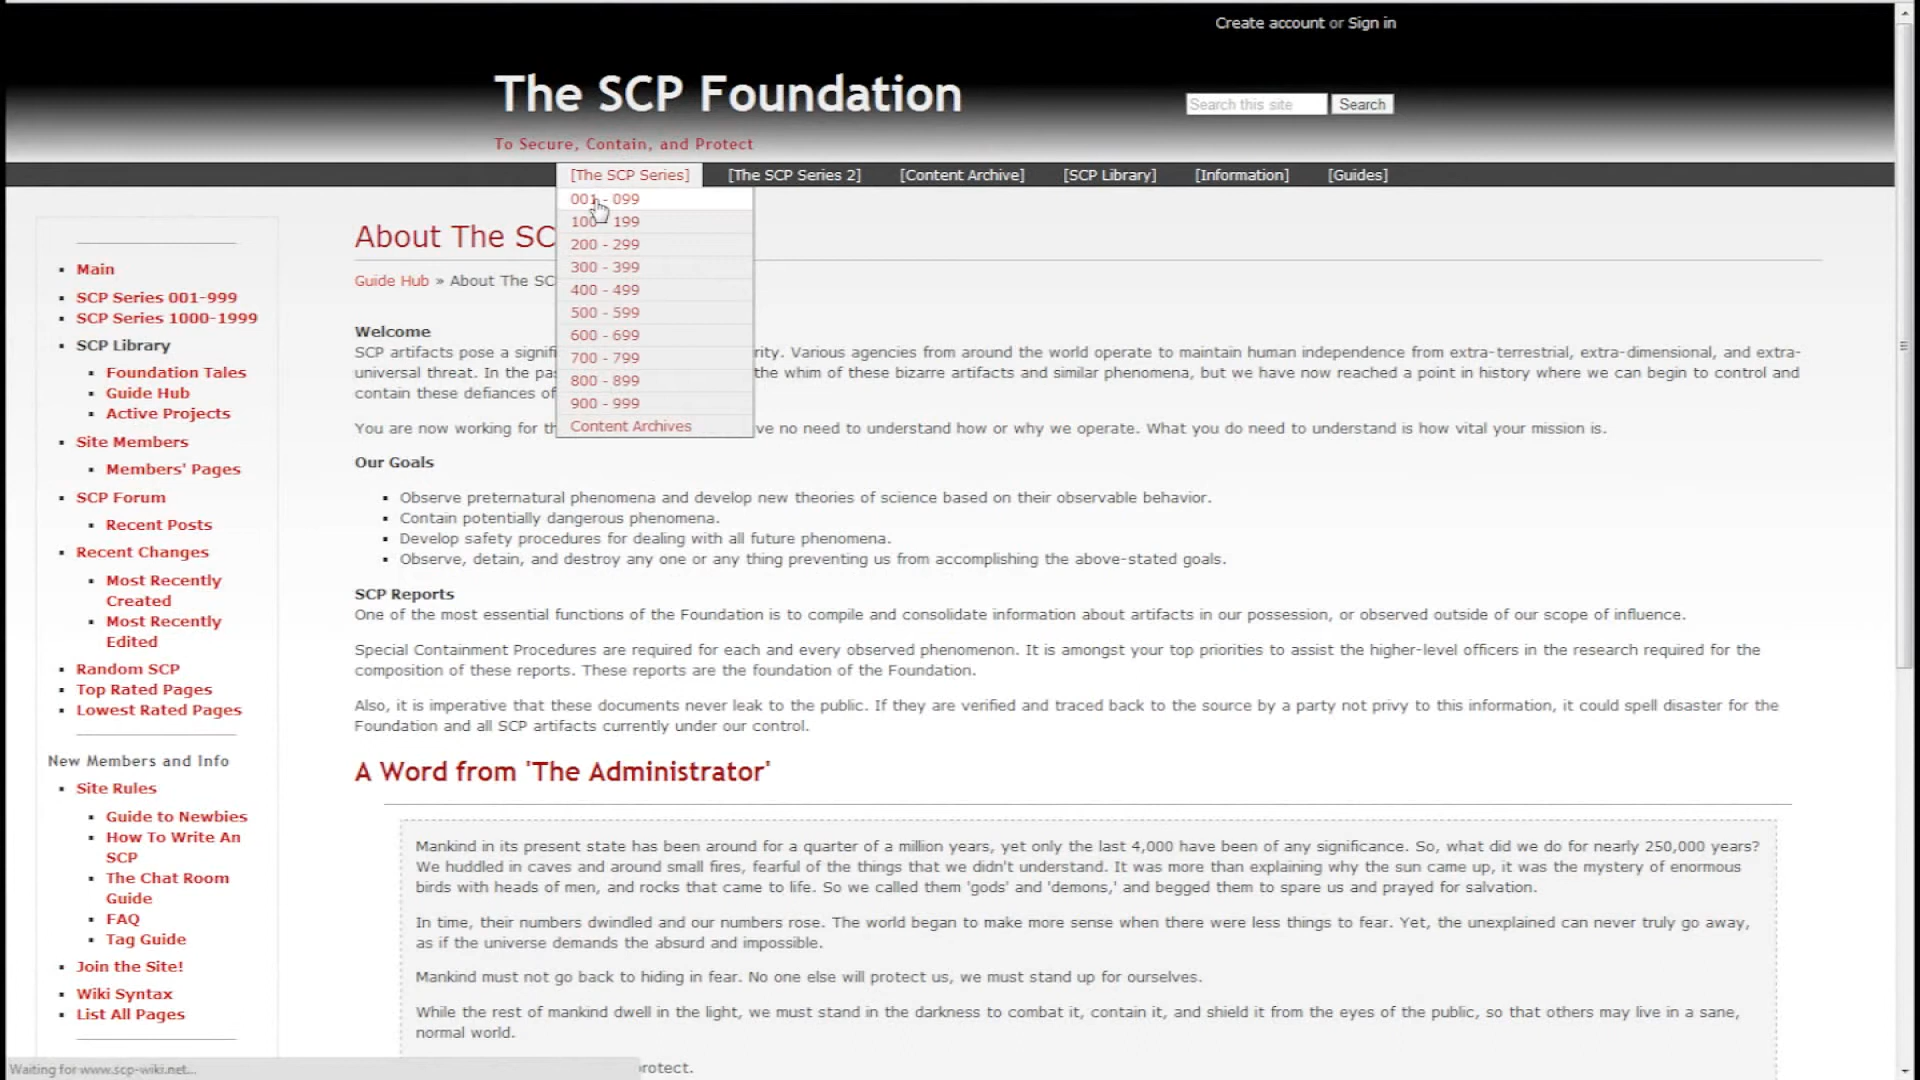 Create account or Sign in
The SCP Foundation
Search this site Search
To Secure, Contain, and Protect
[The SCP Series] [The SCP Series 2] [Content Archive] [SCP Library] [Information] [Guides]
001 - 099
100 - 199
200 - 299
300 - 399
400 - 499
500 - 599
600 - 699
700 - 799
800 - 899
900 - 999
Content Archives
Main
SCP Series 001-999
SCP Series 1000-1999
SCP Library
Foundation Tales
Guide Hub
Active Projects
Site Members
Members' Pages
SCP Forum
Recent Posts
Recent Changes
Most Recently
Created
Most Recently
Edited
Random SCP
Top Rated Pages
Lowest Rated Pages
New Members and Info
Site Rules
Guide to Newbies
How To Write An
SCP
The Chat Room
Guide
FAQ
Tag Guide
Join the Site!
Wiki Syntax
List All Pages
About The SC
Guide Hub » About The SC
Welcome
SCP artifacts pose a signifi rity. Various agencies from around the world operate to maintain human independence from extra-terrestrial, extra-dimensional, and extra-
universal threat. In the pa the whim of these bizarre artifacts and similar phenomena, but we have now reached a point in history where we can begin to control and
contain these defiances of
You are now working for th ve no need to understand how or why we operate. What you do need to understand is how vital your mission is.
Our Goals
Observe preternatural phenomena and develop new theories of science based on their observable behavior.
Contain potentially dangerous phenomena.
Develop safety procedures for dealing with all future phenomena.
Observe, detain, and destroy any one or any thing preventing us from accomplishing the above-stated goals.
SCP Reports
One of the most essential functions of the Foundation is to compile and consolidate information about artifacts in our possession, or observed outside of our scope of influence.
Special Containment Procedures are required for each and every observed phenomenon. It is amongst your top priorities to assist the higher-level officers in the research required for the
composition of these reports. These reports are the foundation of the Foundation.
Also, it is imperative that these documents never leak to the public. If they are verified and traced back to the source by a party not privy to this information, it could spell disaster for the
Foundation and all SCP artifacts currently under our control.
A Word from 'The Administrator'
Mankind in its present state has been around for a quarter of a million years, yet only the last 4,000 have been of any significance. So, what did we do for nearly 250,000 years?
We huddled in caves and around small fires, fearful of the things that we didn't understand. It was more than explaining why the sun came up, it was the mystery of enormous
birds with heads of men, and rocks that came to life. So we called them 'gods' and 'demons,' and begged them to spare us and prayed for salvation.
In time, their numbers dwindled and our numbers rose. The world began to make more sense when there were less things to fear. Yet, the unexplained can never truly go away,
as if the universe demands the absurd and impossible.
Mankind must not go back to hiding in fear. No one else will protect us, we must stand up for ourselves.
While the rest of mankind dwell in the light, we must stand in the darkness to combat it, contain it, and shield it from the eyes of the public, so that others may live in a sane,
normal world.
rotect.
Waiting for www.scp-wiki.net...